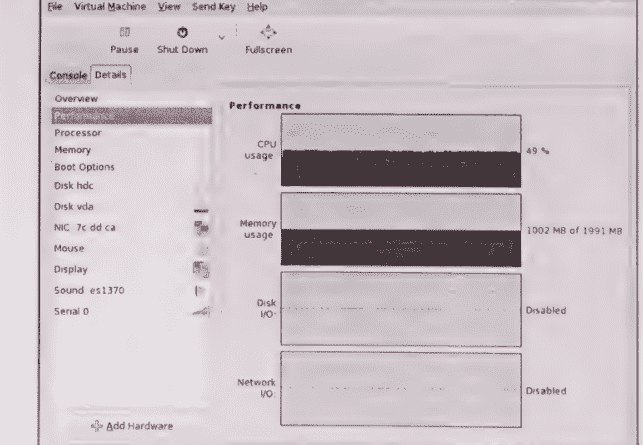 File Virtual Machine View Send Key Help
Pause Shut Down Fullscreen
Console Details
Overview
Performance
Processor
Memory
Boot Options
Disk hdc
Disk vda
NIC 7c dd ca
Mouse
Display
Sound es1370
Serial 0
Add Hardware
Performance
CPU
usage:
49 %
Memory
usage:
1002 MB of 1991 MB
Disk
I/O:
Disabled
Network
I/O:
Disabled